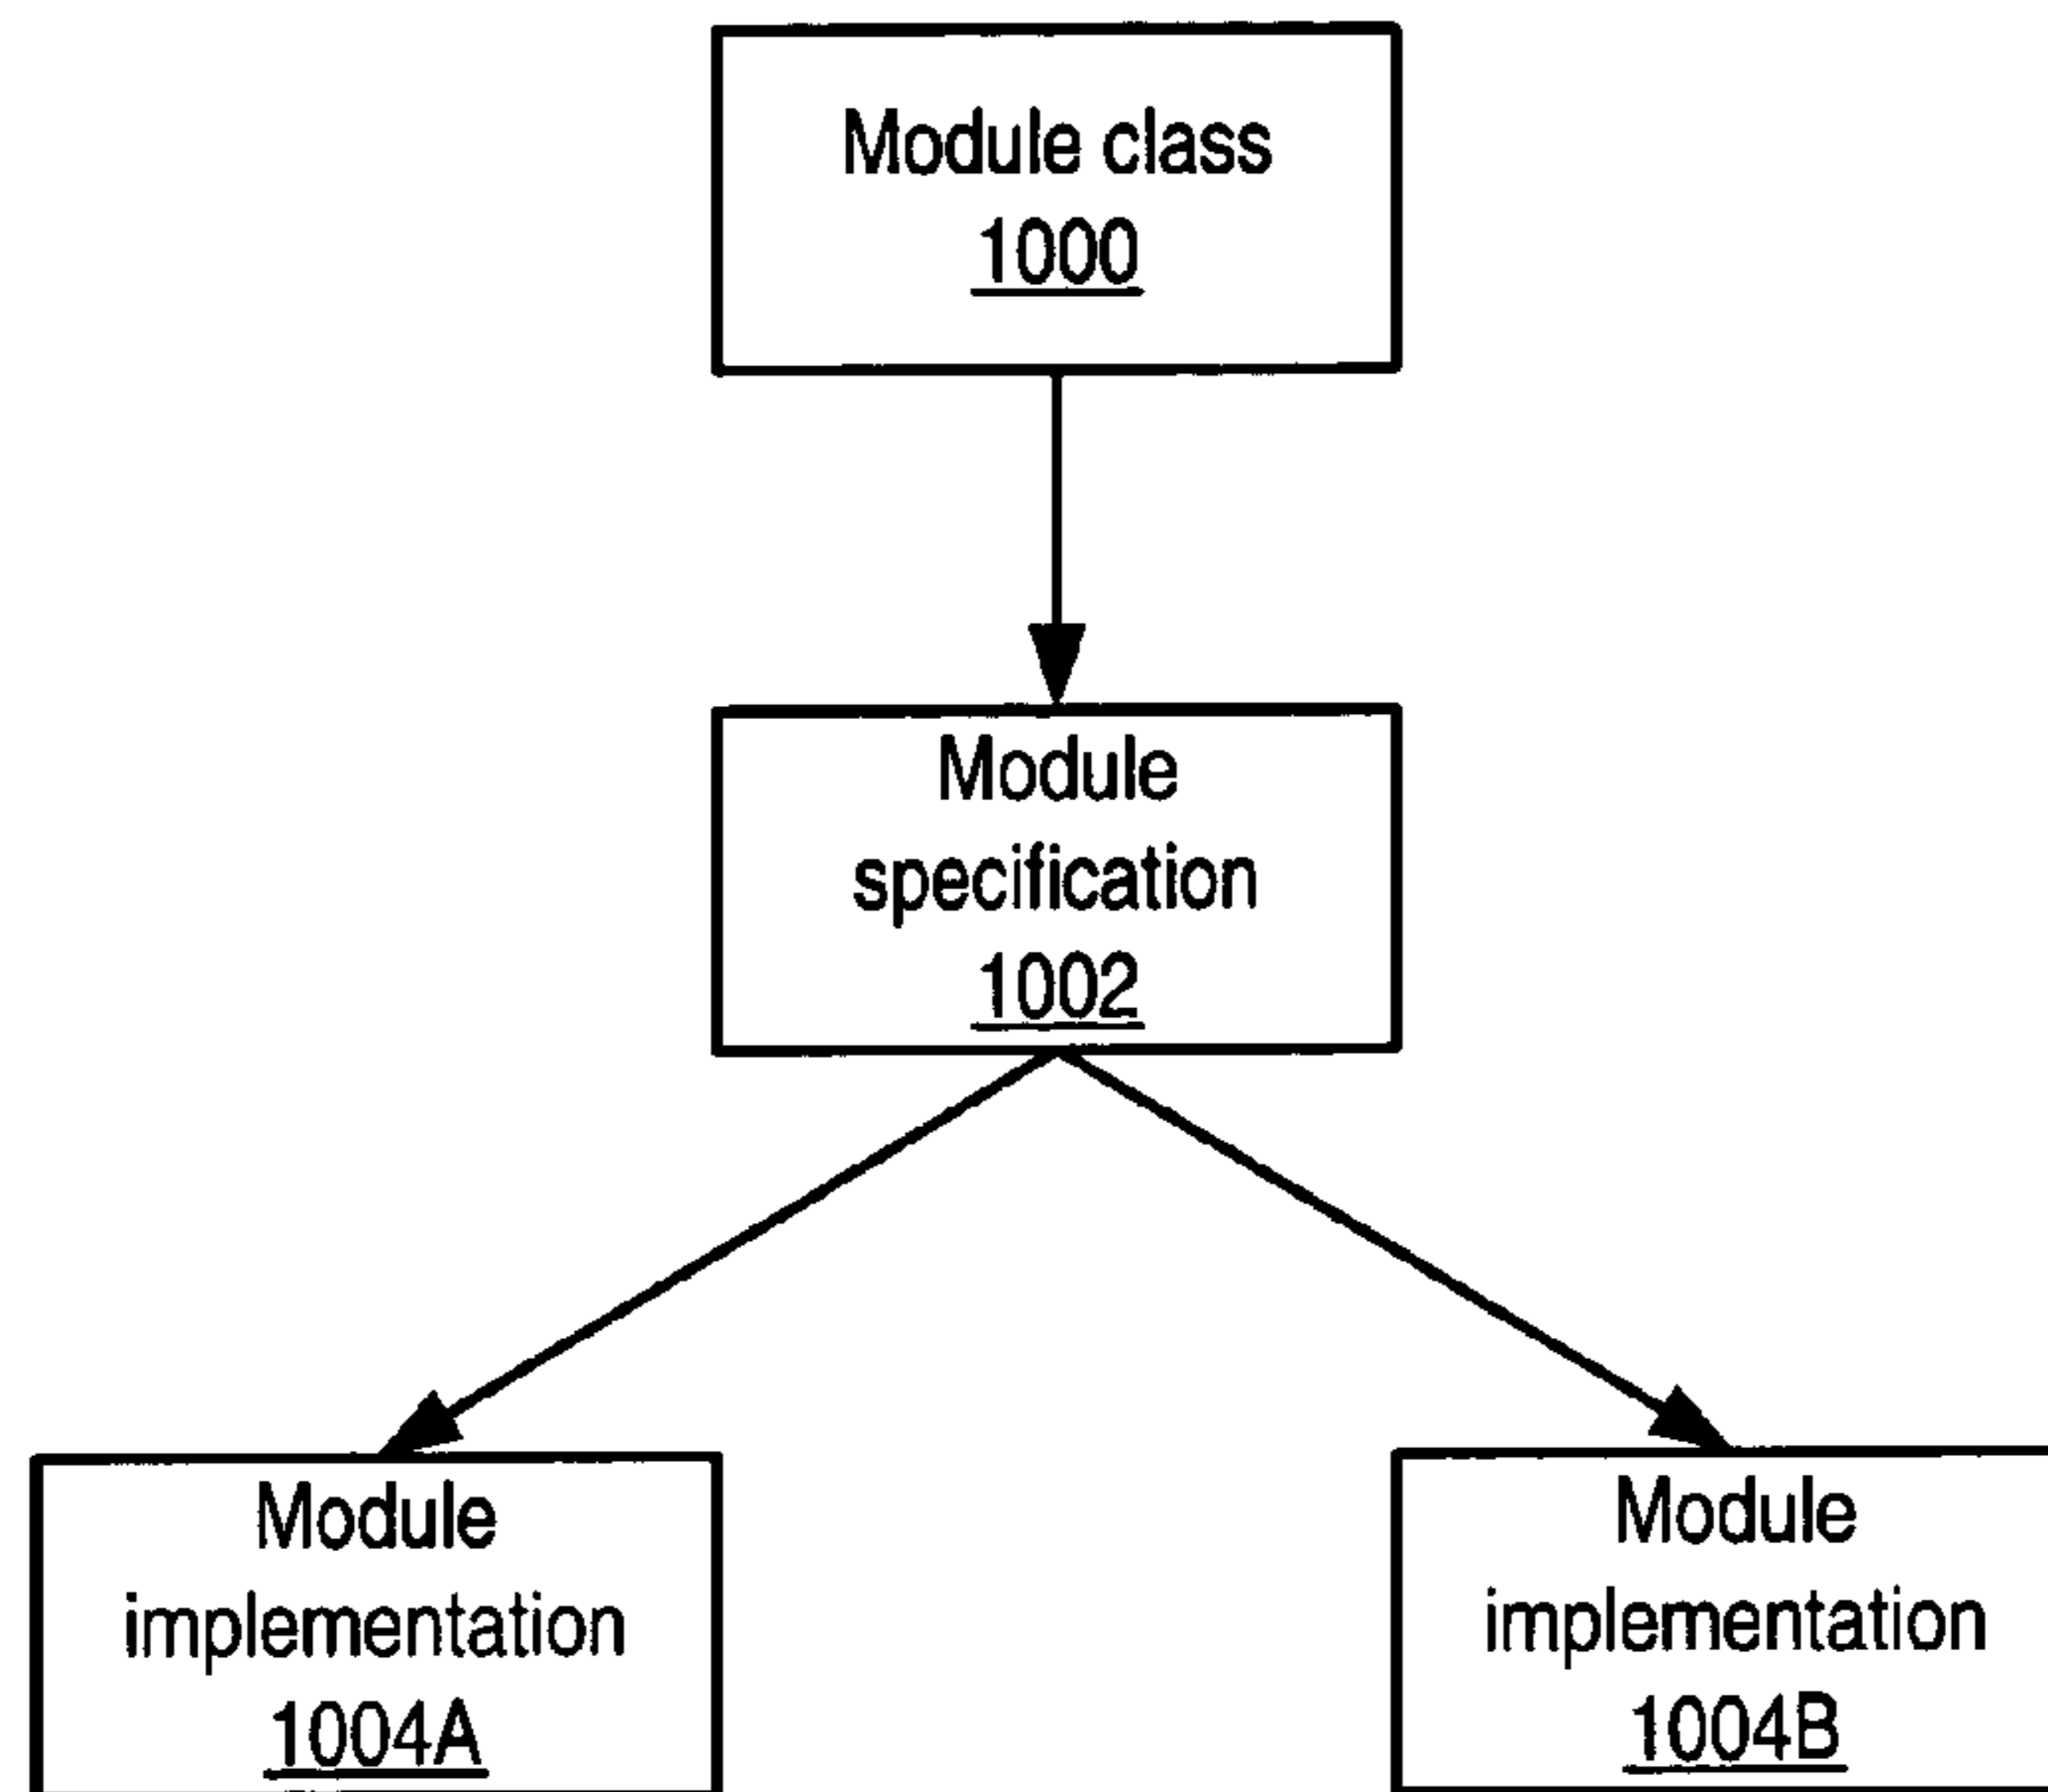 Module class
1000
Module
specification
1002
Module
implementation
1004A
Module
implementation
1004B